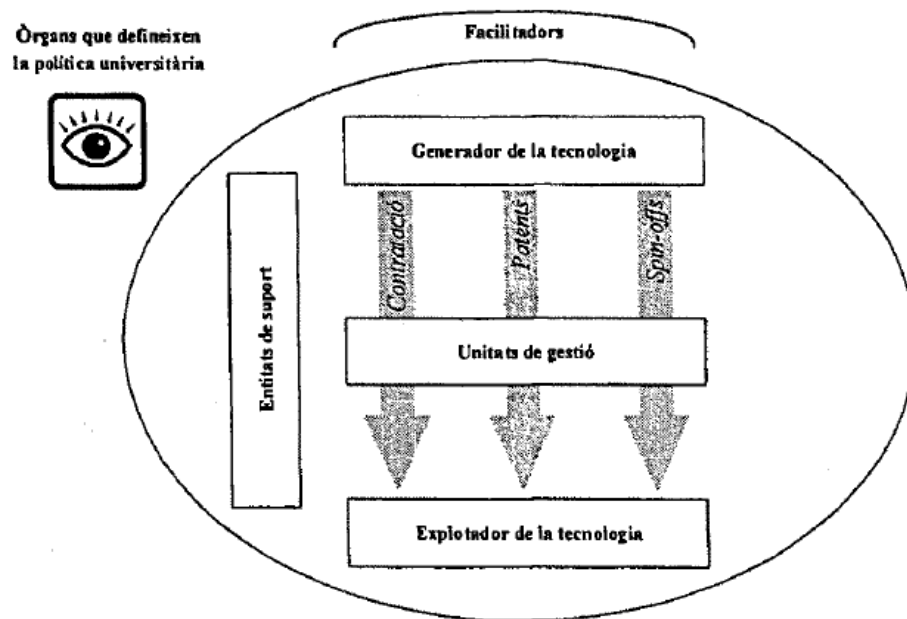 Òrgans que defineixen
la política universitària
Facilitadors
Generador de la tecnologia
Contratació
Patents
Spin-offs
Entitats de suport
Unitats de gestió
Explotador de la tecnologia